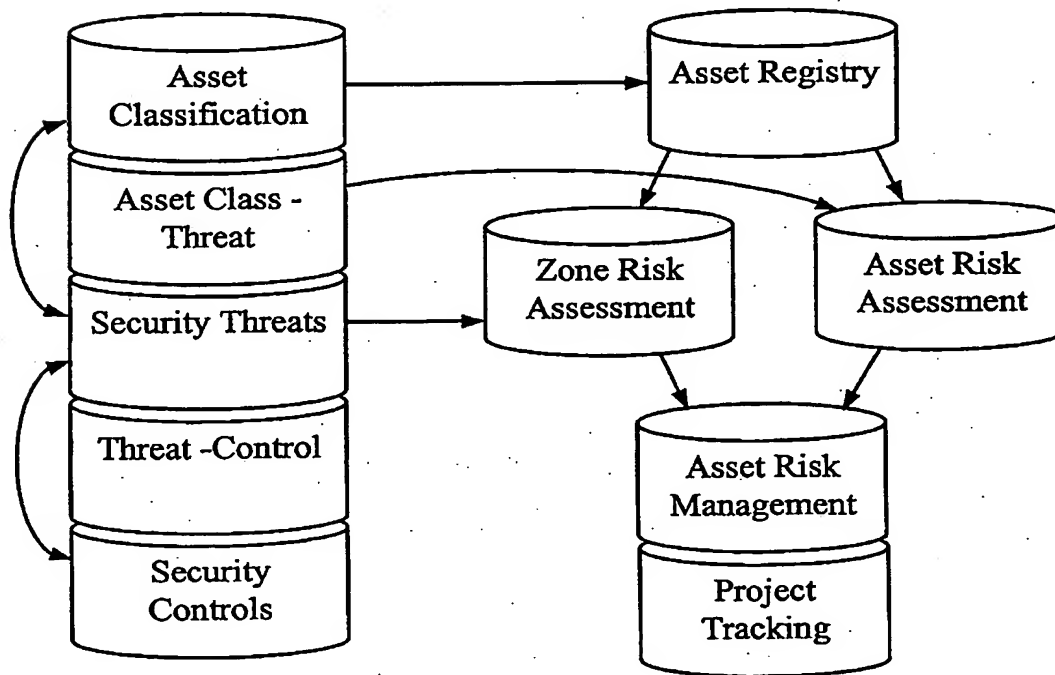 Asset
Classification
Asset Class -
Threat
Security Threats
Threat -Control
Security
Controls
Asset Registry
Zone Risk
Assessment
Asset Risk
Assessment
Asset Risk
Management
Project
Tracking